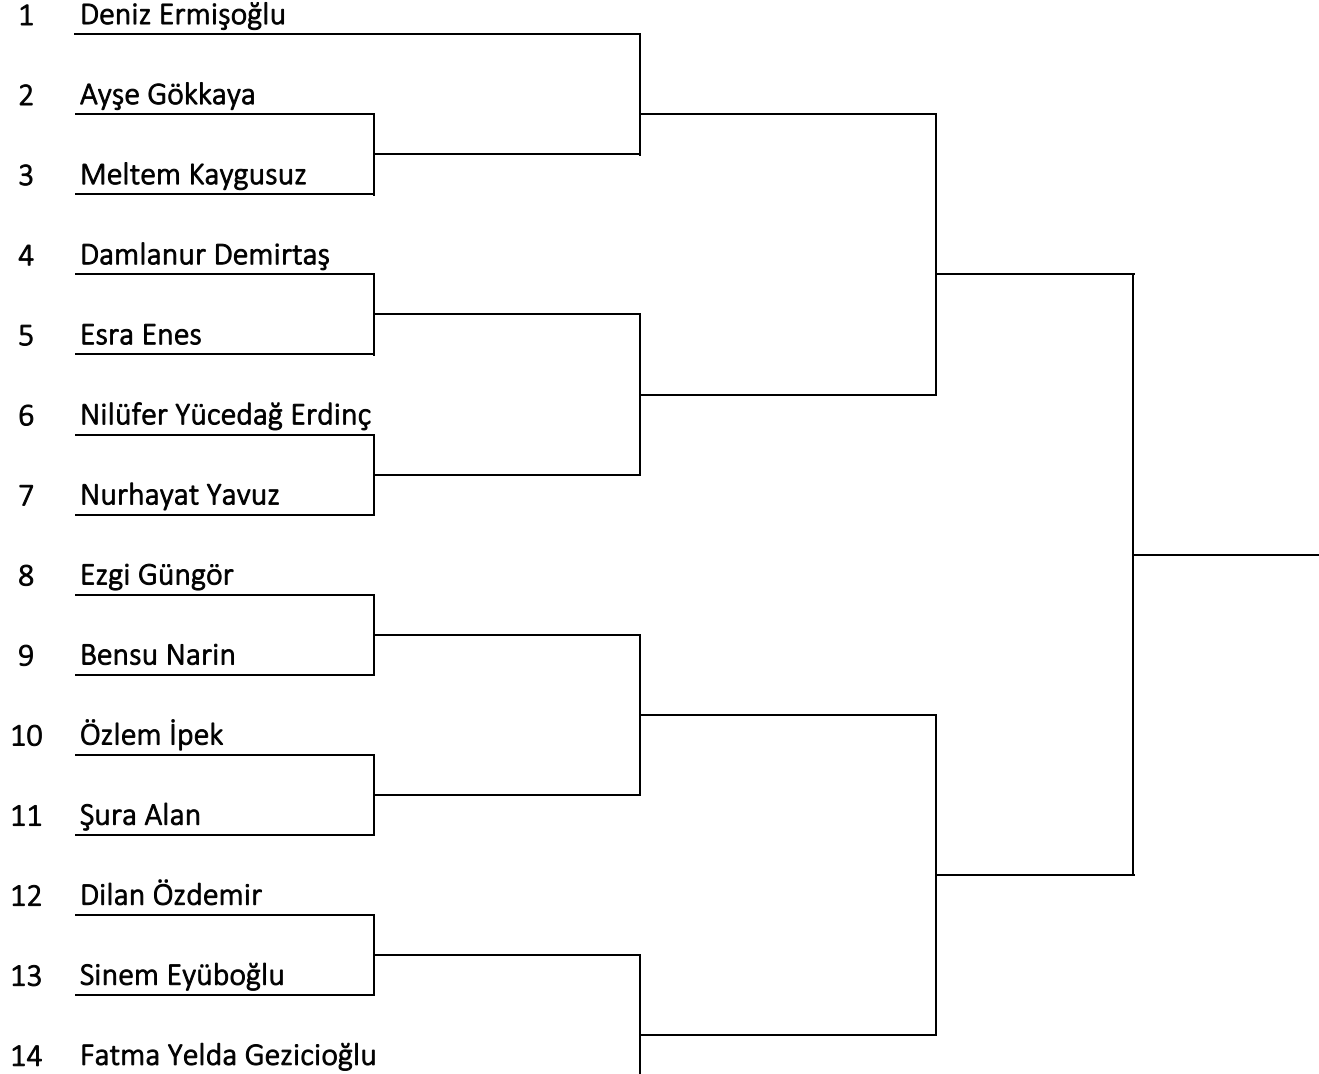 1 Deniz Ermişoğlu
2 Ayşe Gökkaya
3 Meltem Kaygusuz
4 Damlanur Demirtaş
5 Esra Enes
6 Nilüfer Yücedağ Erdinç
7 Nurhayat Yavuz
8 Ezgi Güngör
9 Bensu Narin
10 Özlem İpek
11 Şura Alan
12 Dilan Özdemir
13 Sinem Eyüboğlu
14 Fatma Yelda Gezicioğlu